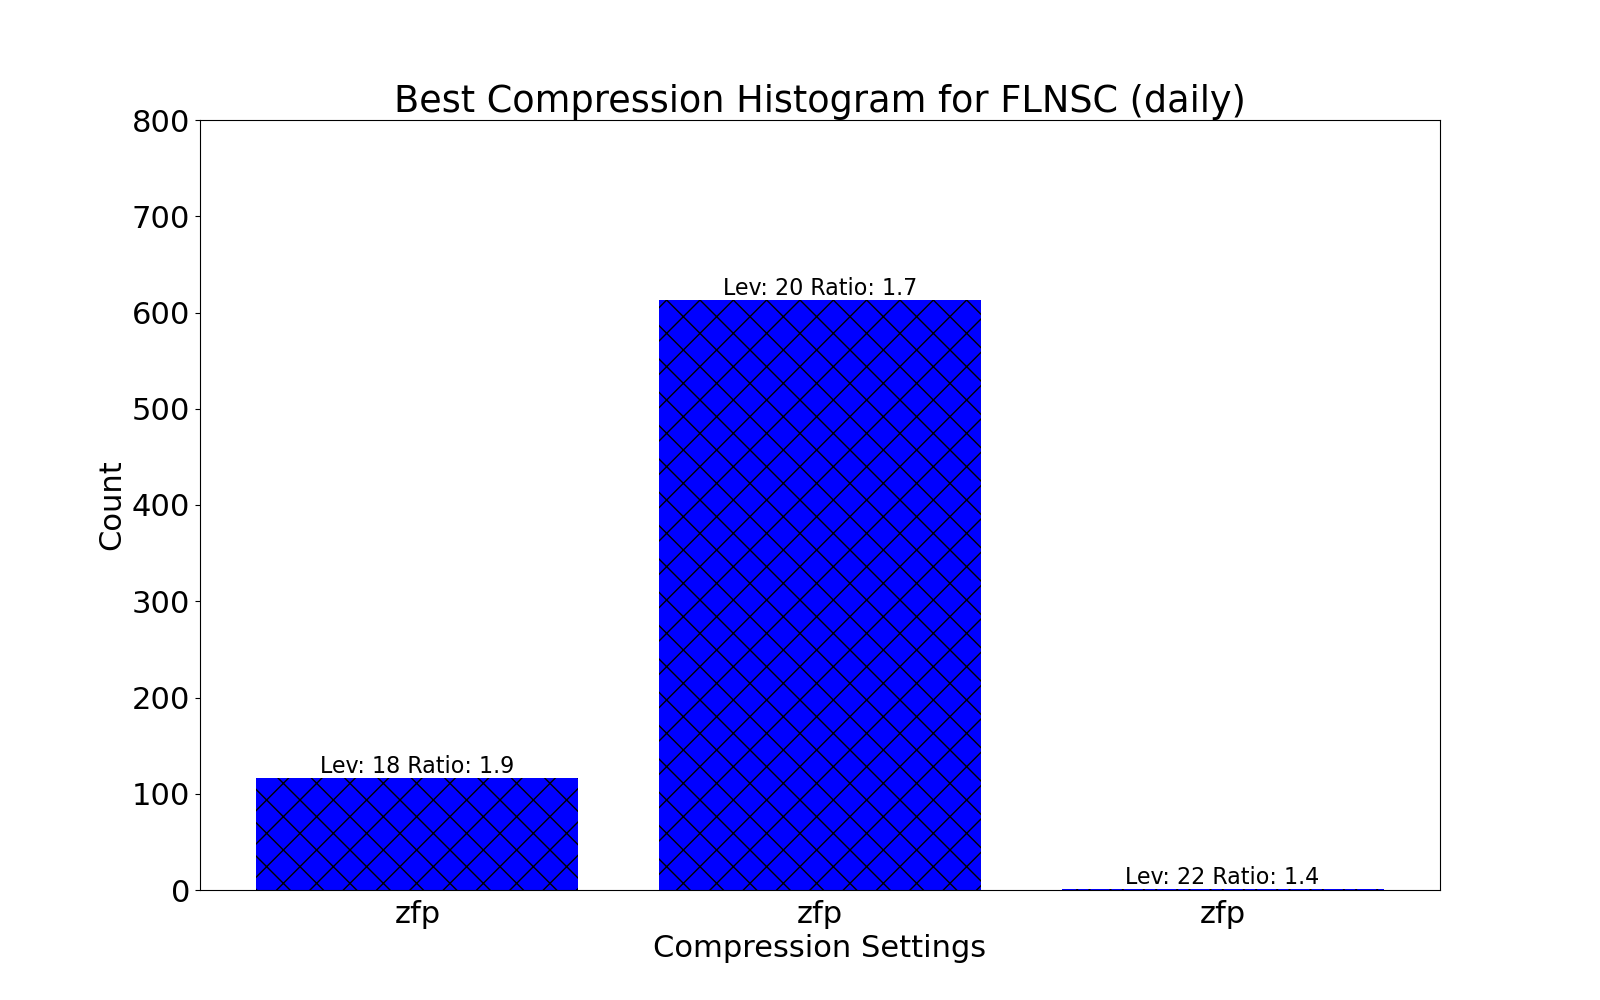 Best Compression Histogram for FLNSC (daily)
800
700
600
500
400
300
200
100
0
Count
Lev: 18 Ratio: 1.9
Lev: 20 Ratio: 1.7
Lev: 22 Ratio: 1.4
zfp
zfp
zfp
Compression Settings